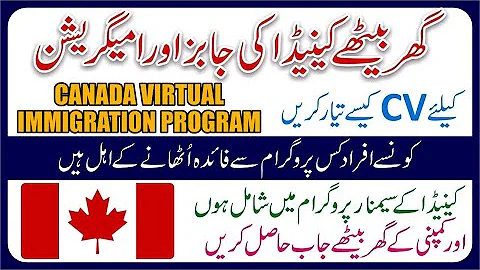 گھر بیٹھے کینیڈا کی جابز اور امیگریشن
CANADA VIRTUAL
IMMIGRATION PROGRAM
کیلئے CV کیسے تیار کریں
کونسے افراد کس پروگرام سے فائدہ اُٹھانے کے اہل ہیں
کینیڈا کے سیمنار پروگرام میں شامل ہوں
اور کمپنی کے گھر بیٹھے جاب حاصل کریں